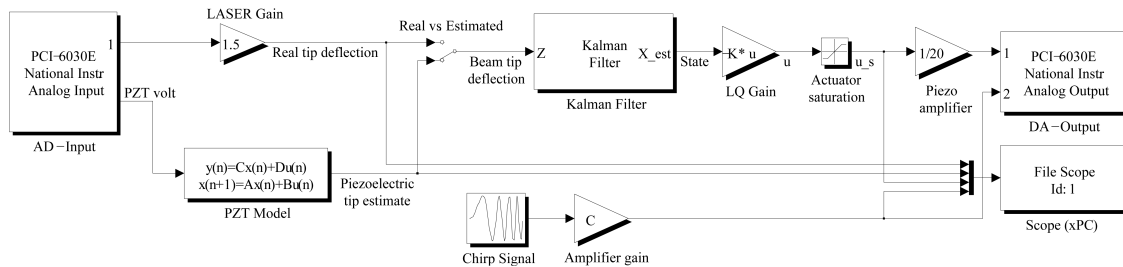 LASER Gain
1.5
Real tip deflection
Real vs Estimated
PCI-6030E
National Instr
Analog Input
1
PZT volt
2
AD-Input
Beam tip
deflection
Z
Kalman
Filter
X_est
Kalman Filter
State
-K* u
LQ Gain
u
Actuator
saturation
u_s
1/20
Piezo
amplifier
1
2
PCI-6030E
National Instr
Analog Output
DA-Output
y(n)=Cx(n)+Du(n)
x(n+1)=Ax(n)+Bu(n)
PZT Model
Piezoelectric
tip estimate
Chirp Signal
C
Amplifier gain
File Scope
Id: 1
Scope (xPC)